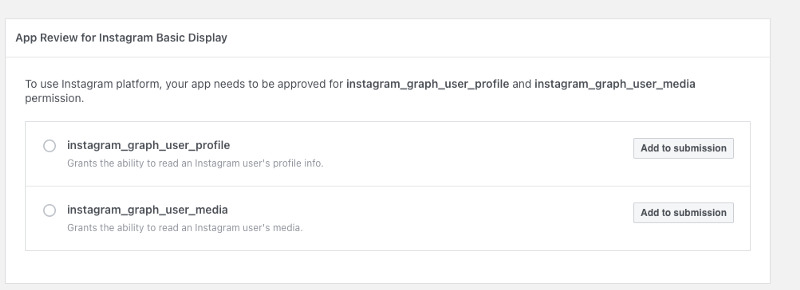 App Review for Instagram Basic Display
To use Instagram platform, your app needs to be approved for instagram_graph_user_profile and instagram_graph_user_media
permission.
instagram_graph_user_profile
Add to submission
Grants the ability to read an Instagram user's profile info.
instagram_graph_user_media
Add to submission
Grants the ability to read an Instagram user's media.